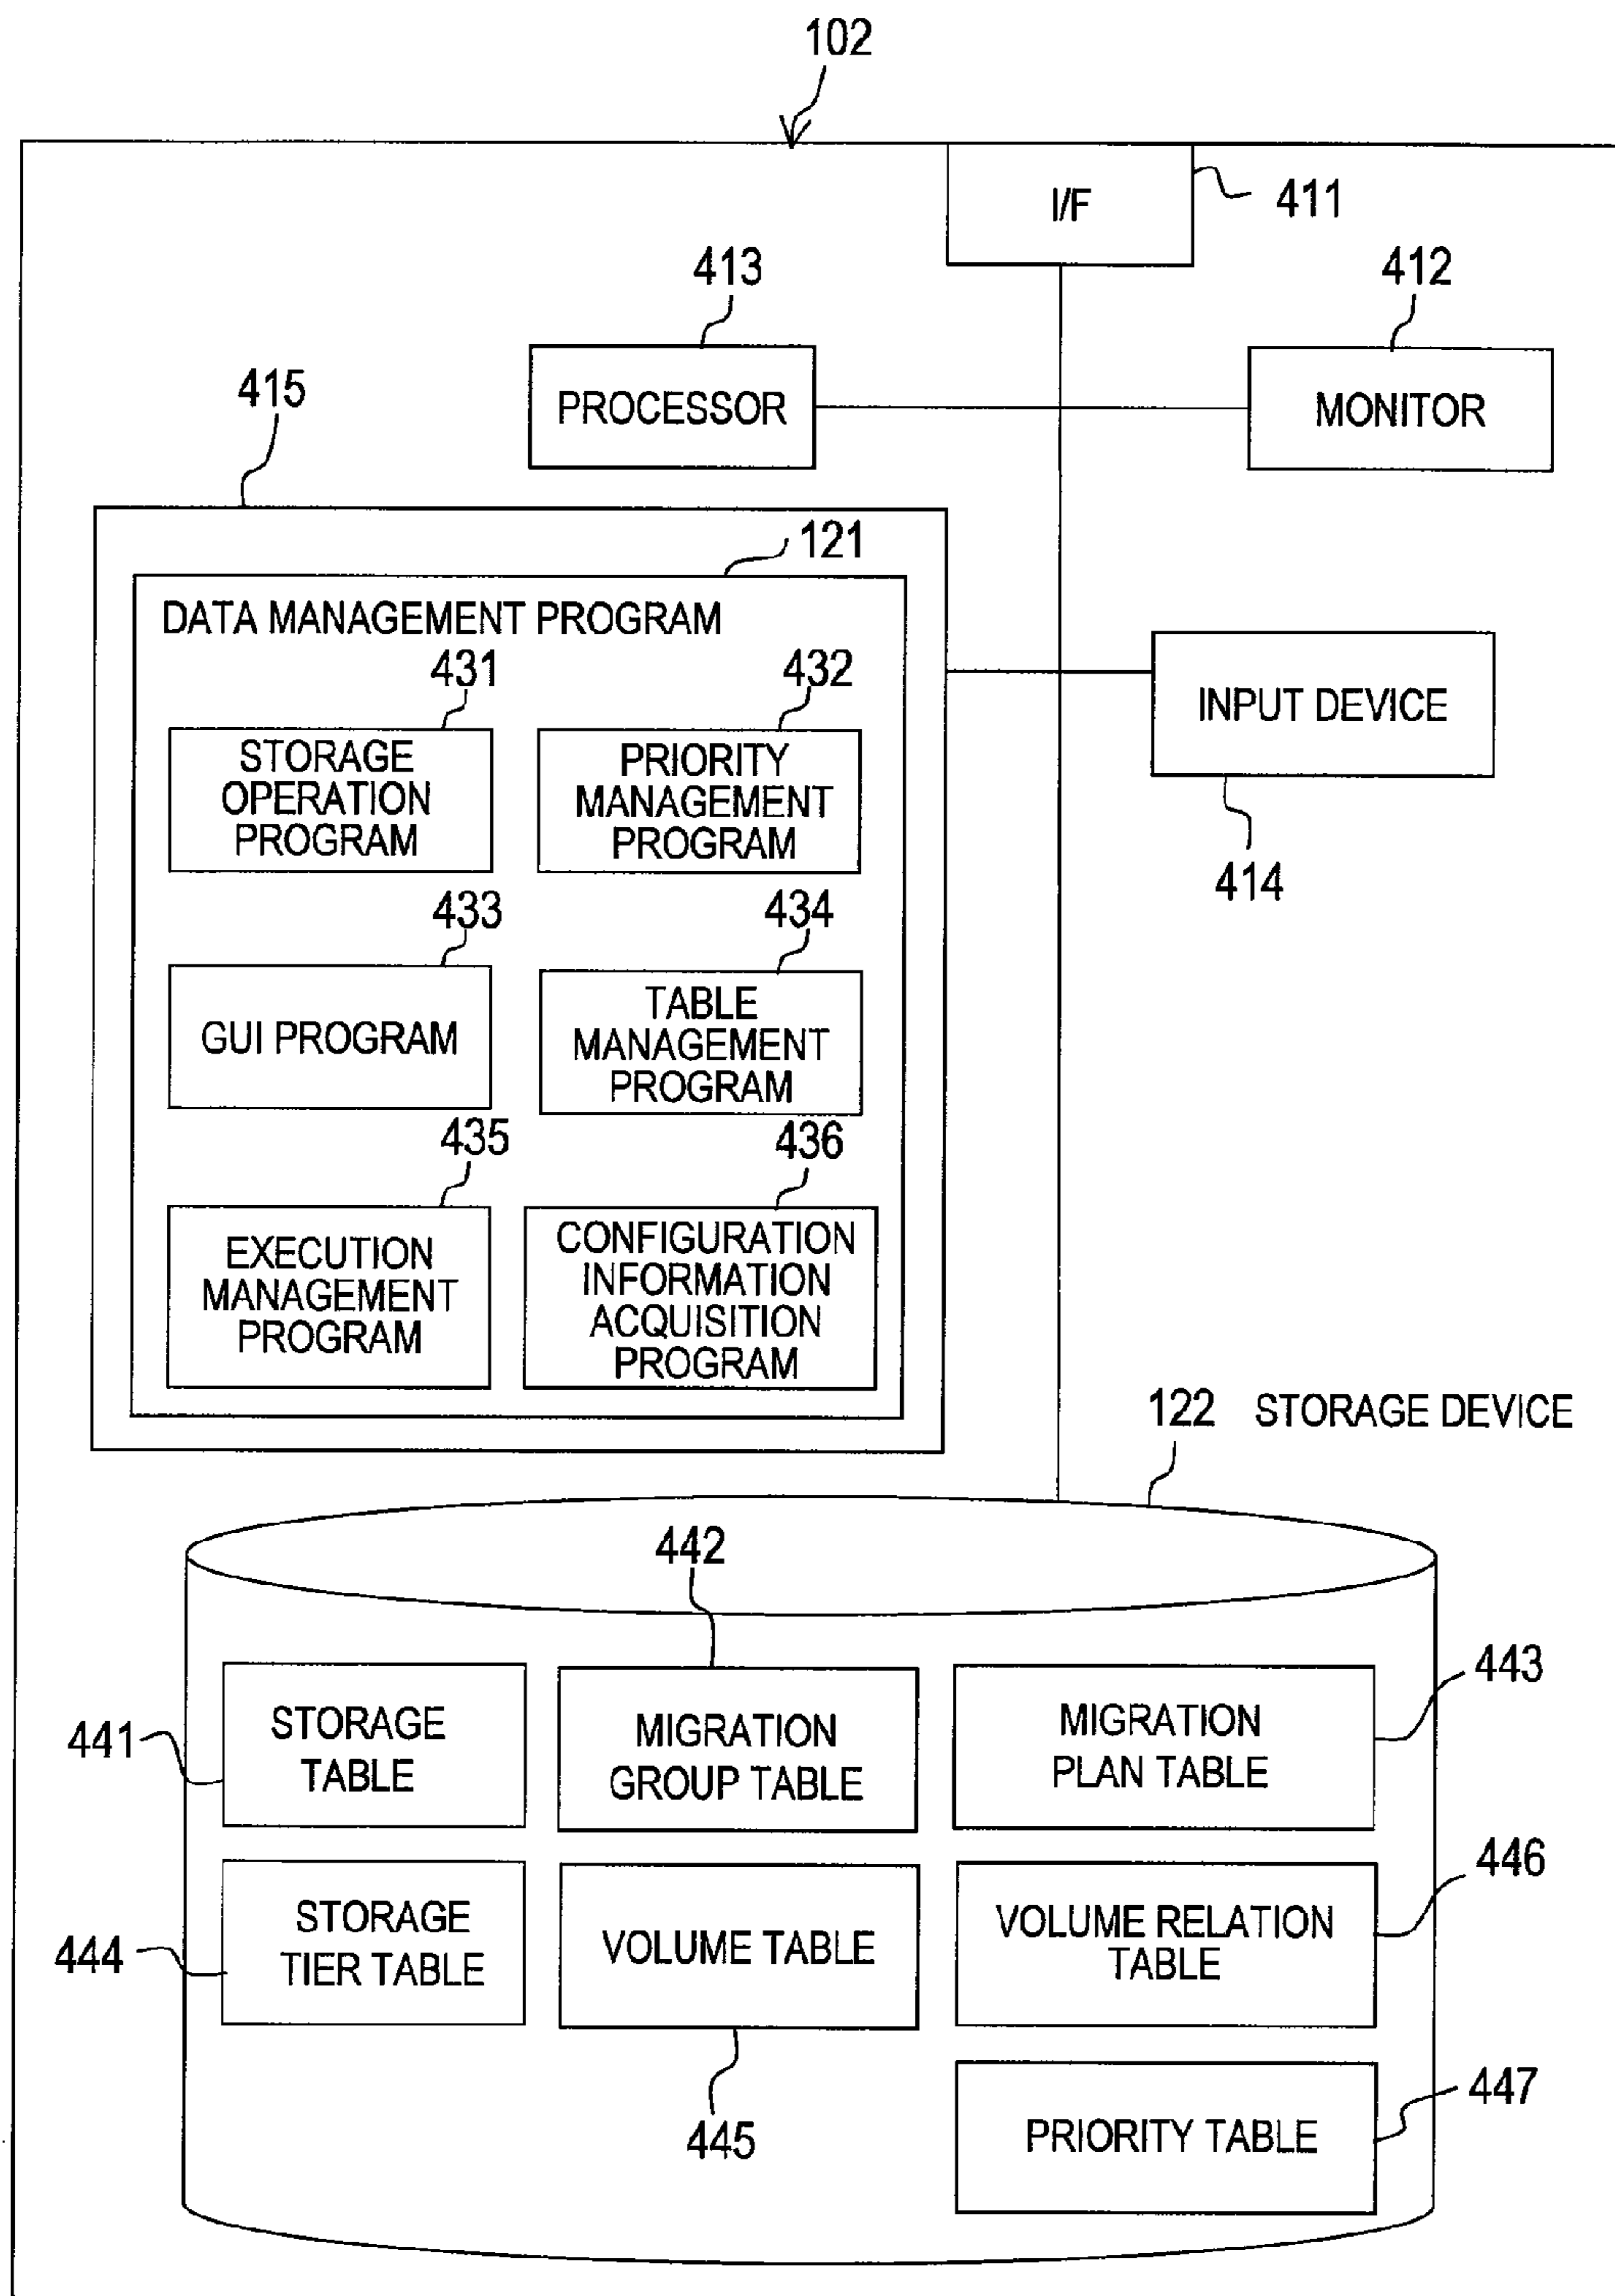 102
I/F
411
413
412
PROCESSOR
MONITOR
415
121
DATA MANAGEMENT PROGRAM
431
432
STORAGE
OPERATION
PROGRAM
PRIORITY
MANAGEMENT
PROGRAM
INPUT DEVICE
414
433
434
GUI PROGRAM
TABLE
MANAGEMENT
PROGRAM
435
436
EXECUTION
MANAGEMENT
PROGRAM
CONFIGURATION
INFORMATION
ACQUISITION
PROGRAM
122 STORAGE DEVICE
442
443
441
STORAGE
TABLE
MIGRATION
GROUP TABLE
MIGRATION
PLAN TABLE
446
444
STORAGE
TIER TABLE
VOLUME TABLE
VOLUME RELATION
TABLE
445
447
PRIORITY TABLE